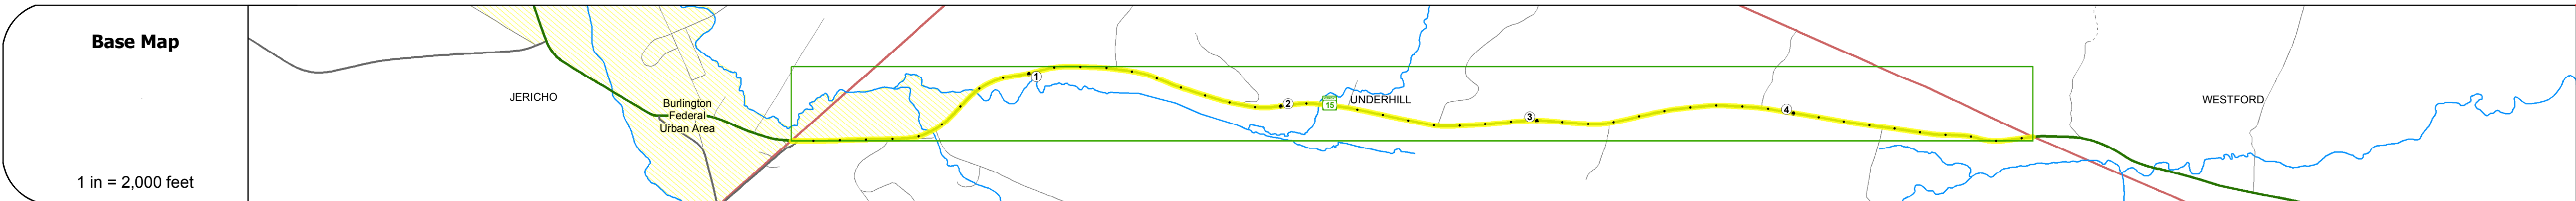 Base Map
1 in = 2,000 feet
JERICHO
Burlington
Federal
Urban Area
1
2
15
UNDERHILL
3
4
WESTFORD